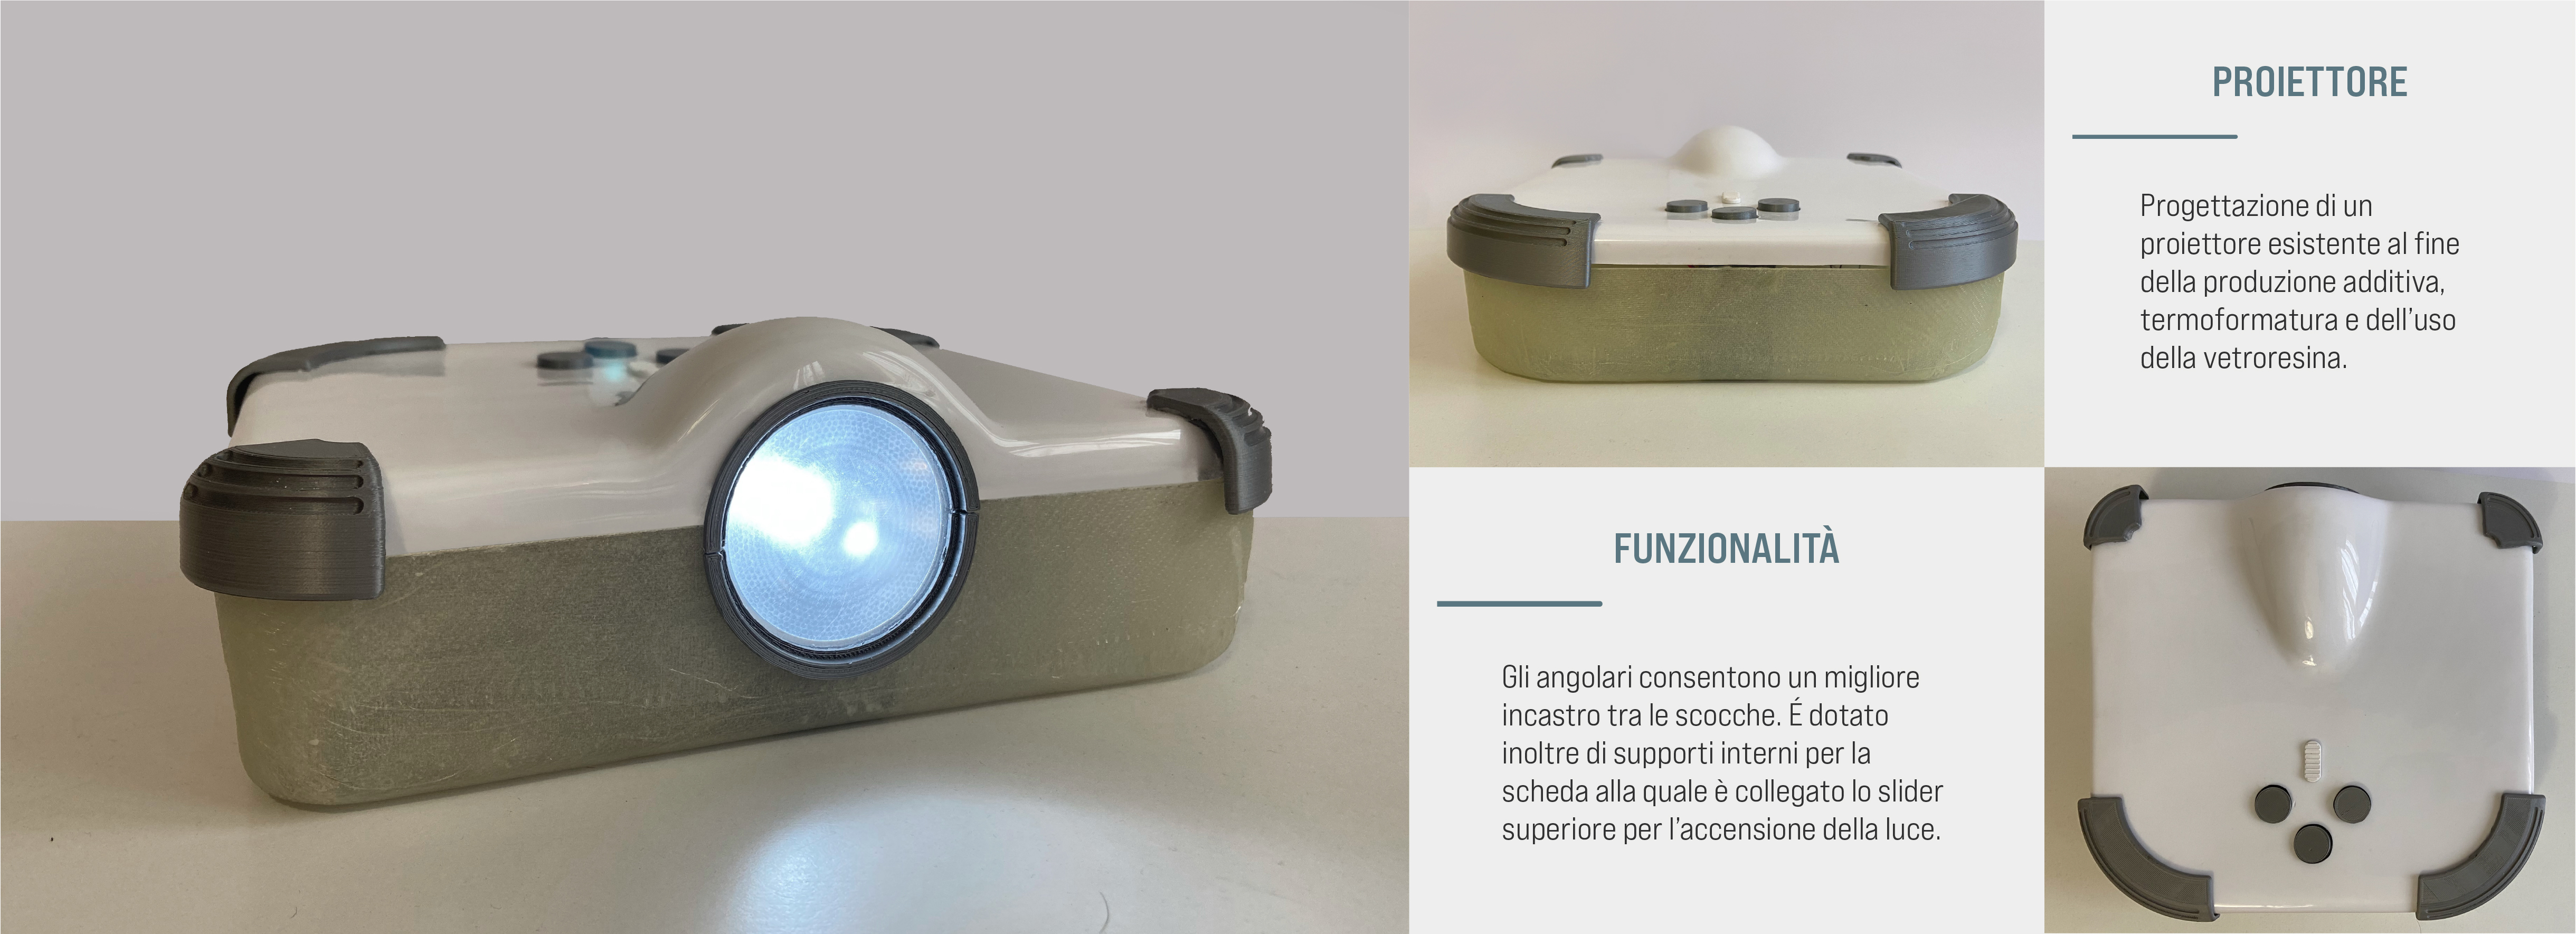 PROIETTORE
Progettazione di un
proiettore esistente al fine
della produzione additiva,
termoformatura e dell’uso
della vetroresina.
FUNZIONALITÀ
Gli angolari consentono un migliore
incastro tra le scocche. É dotato
inoltre di supporti interni per la
scheda alla quale è collegato lo slider
superiore per l’accensione della luce.